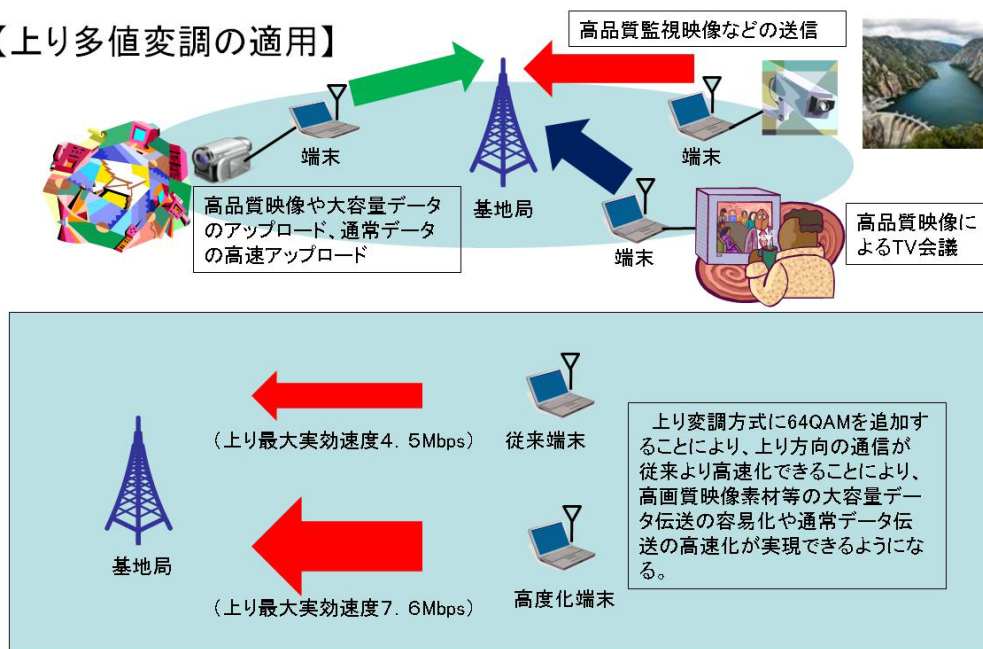 【上り多値変調の適用】
高品質監視映像などの送信
端末
端末
高品質映像や大容量データ
のアップロード、通常データ
の高速アップロード
基地局
端末
高品質映像に
よるTV会議
(上り最大実効速度4.5Mbps)
従来端末
上り変調方式に64QAMを追加す
ることにより、上り方向の通信が
従来より高速化できることにより、
高画質映像素材等の大容量デー
タ伝送の容易化や通常データ伝
送の高速化が実現できるようにな
る。
基地局
(上り最大実効速度7.6Mbps)
高度化端末